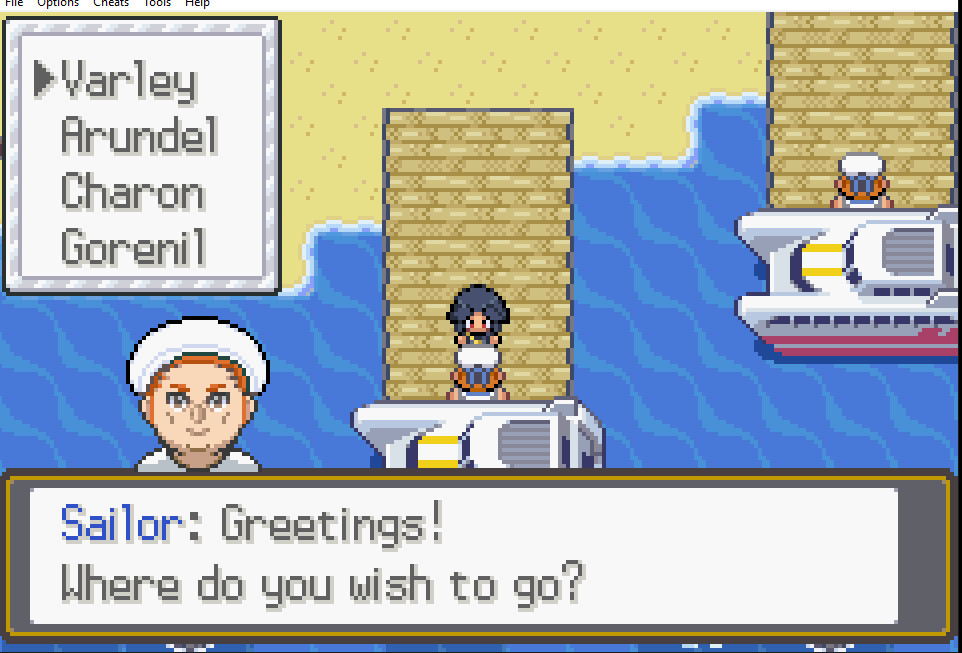 File Options Cheats Tools Help
Varley
Arundel
Charon
Gorenil
Sailor: Greetings!
Where do you wish to go?